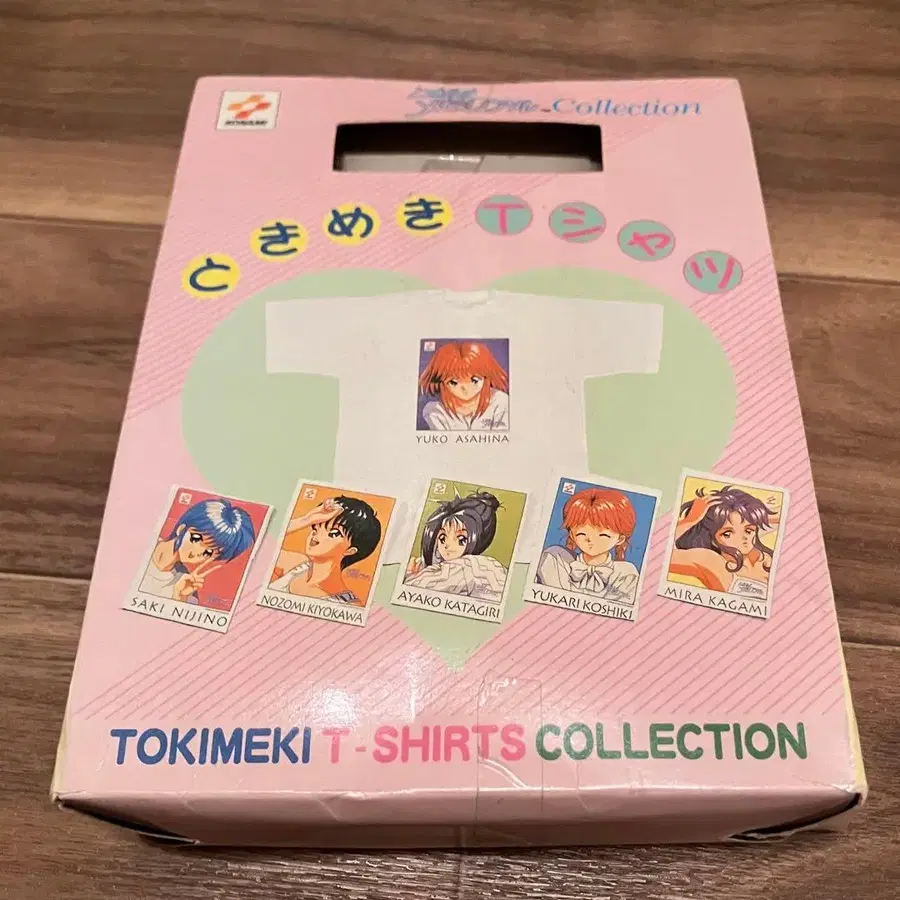 KONAMI
Collection
ときめきTシャツ
YUKO ASAHINA
SAKI NIJINO
NOZOMI KIYOKAWA
AYAKO KATAGIRI
YUKARI KOSHIKI
MIRA KAGAMI
TOKIMEKI T-SHIRTS COLLECTION